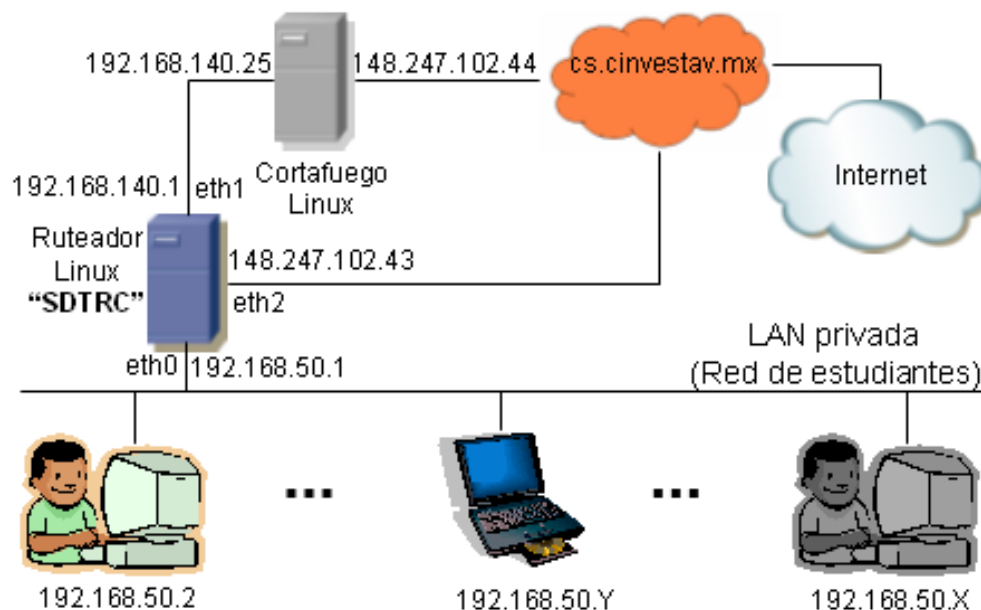 192.168.140.25
148.247.102.44
cs.cinvestav.mx
Internet
Cortafuego
Linux
192.168.140.1
eth1
Ruteador
Linux
“SDTRC”
148.247.102.43
eth2
eth0
192.168.50.1
LAN privada
(Red de estudiantes)
...
...
192.168.50.2
192.168.50.Y
192.168.50.X